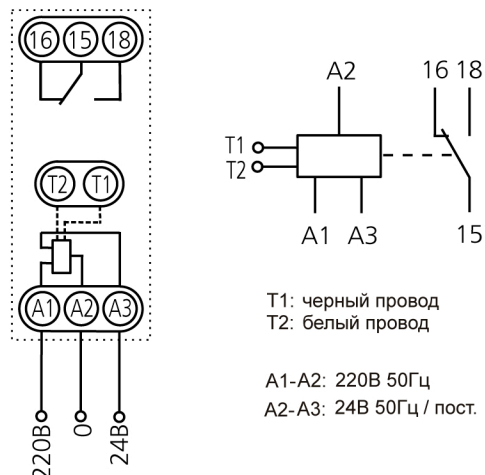 16 15 18
T2 T1
A1 A2 A3
220В 0 24В
A2 16 18
T1
T2
A1 A3 15
T1: черный провод
T2: белый провод
A1-A2: 220В 50Гц
A2-A3: 24В 50Гц / пост.